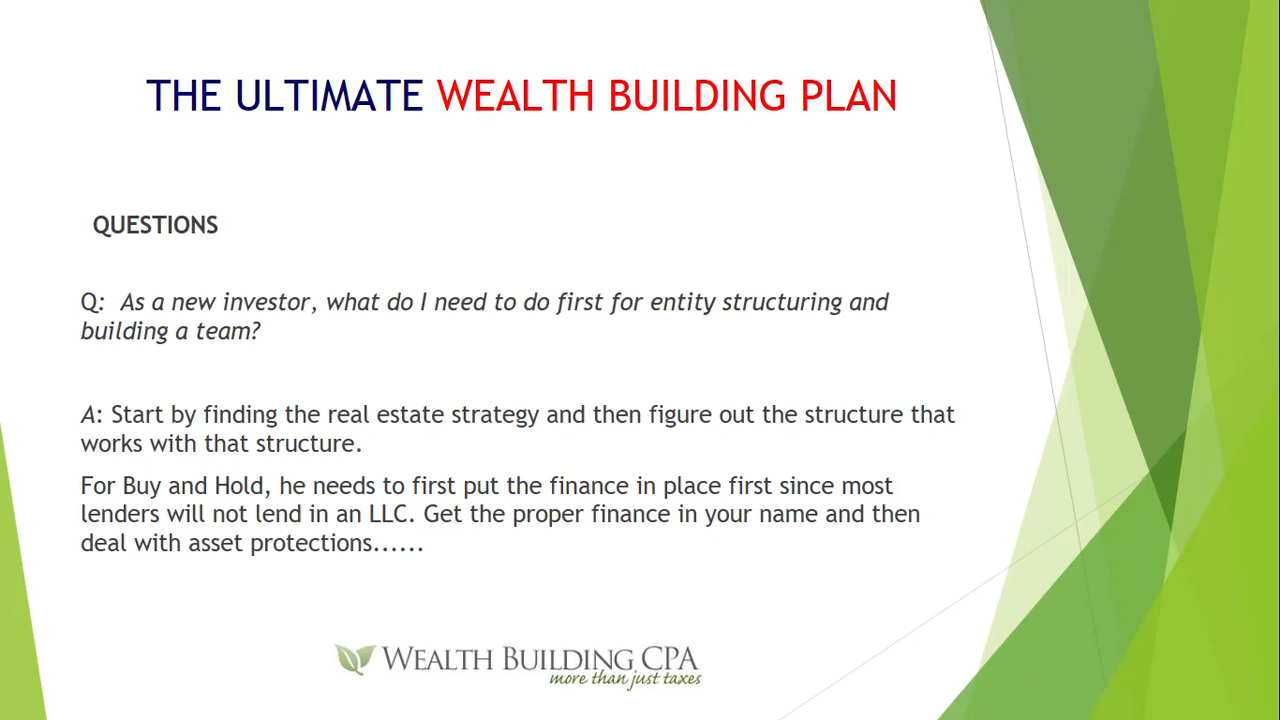 THE ULTIMATE WEALTH BUILDING PLAN
QUESTIONS
Q: As a new investor, what do I need to do first for entity structuring and
building a team?
A: Start by finding the real estate strategy and then figure out the structure that
works with that structure.
For Buy and Hold, he needs to first put the finance in place first since most
lenders will not lend in an LLC. Get the proper finance in your name and then
deal with asset protections......
WEALTH BUILDING CPA
more than just taxes